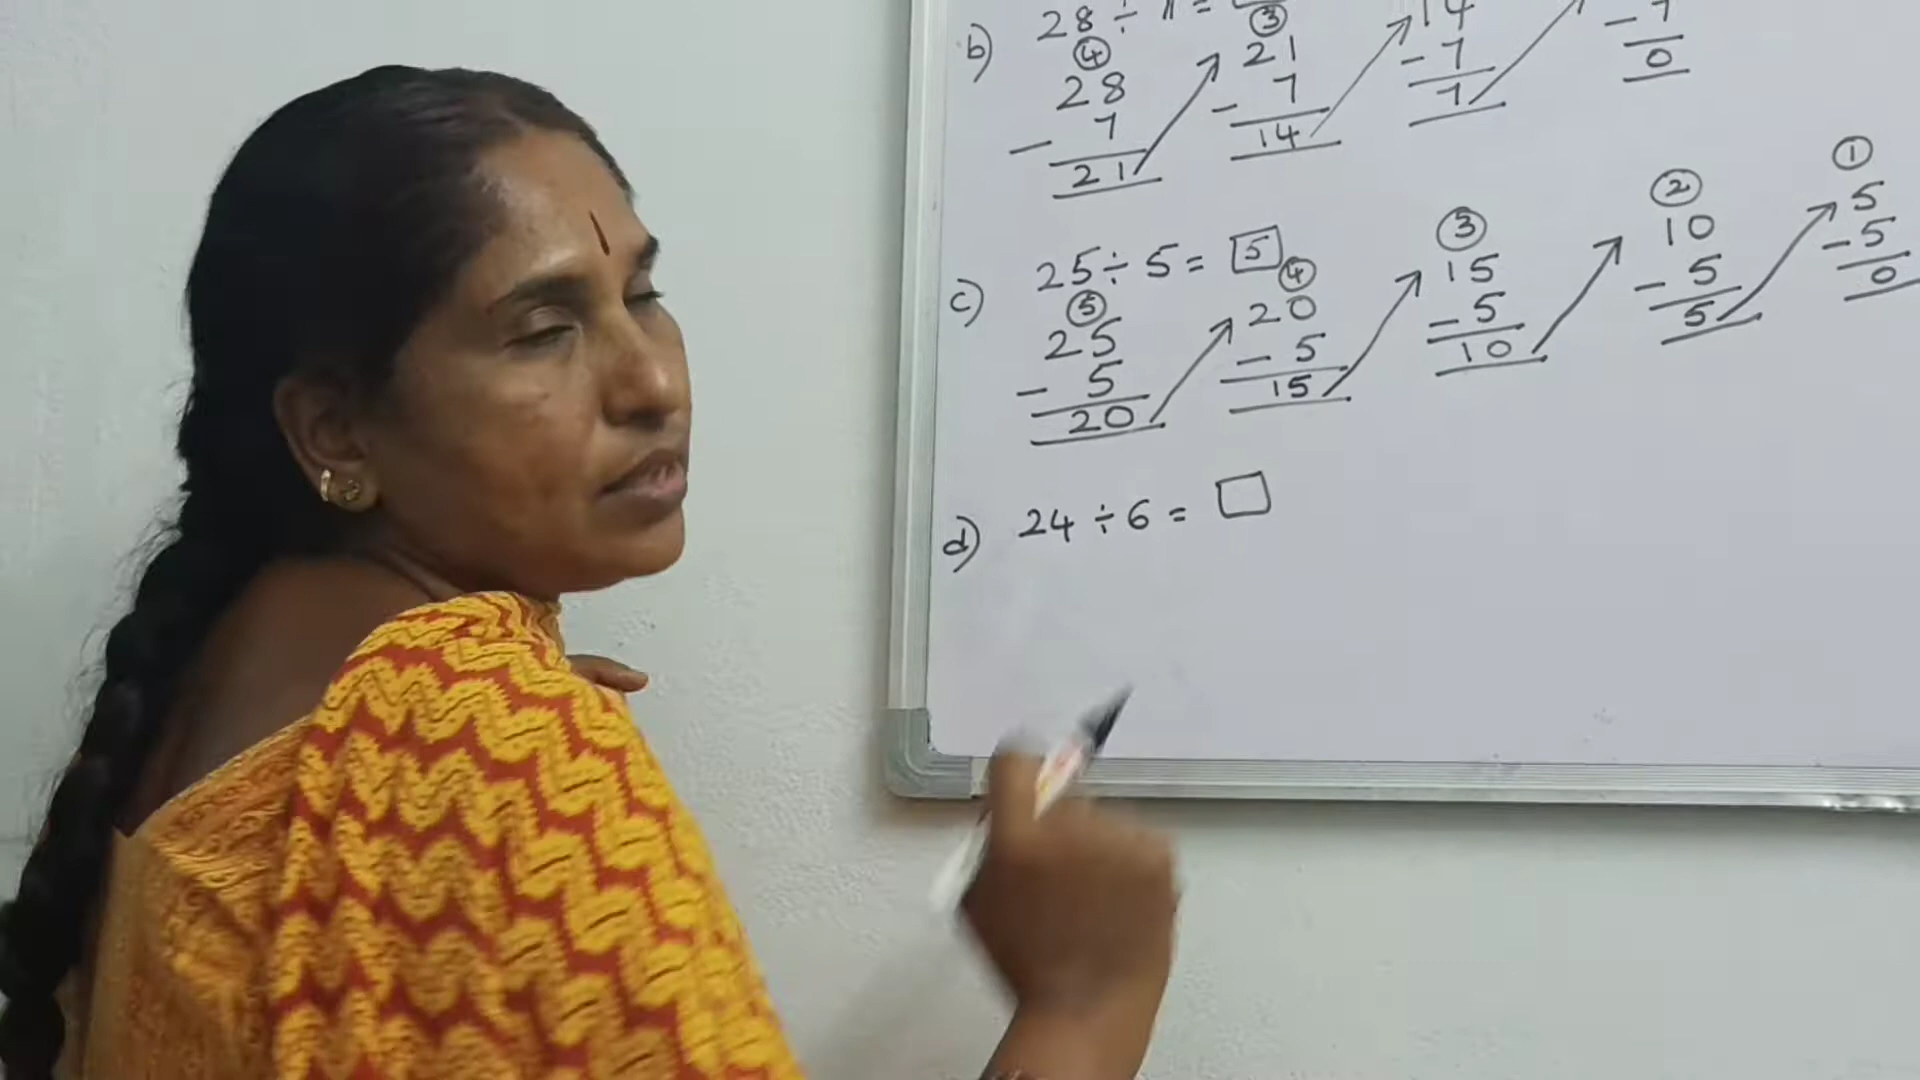 b) 28 ÷ 7 =
④ ③
28 21 14
- 7 - 7 - 7 - 7
21 14 7 0
c) 25 ÷ 5 = 5
⑤ ④ ③ ② ①
25 20 15 10 5
- 5 - 5 - 5 - 5 - 5
20 15 10 5 0
d) 24 ÷ 6 = □